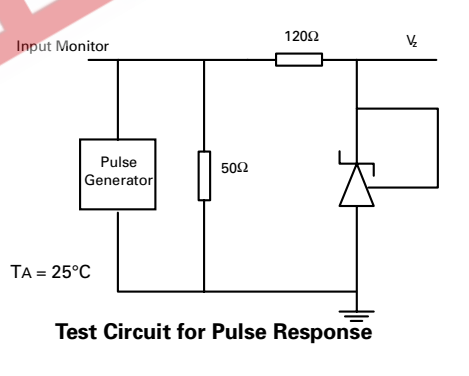 Input Monitor
120Ω
Vz
Pulse
Generator
50Ω
TA = 25°C
Test Circuit for Pulse Response